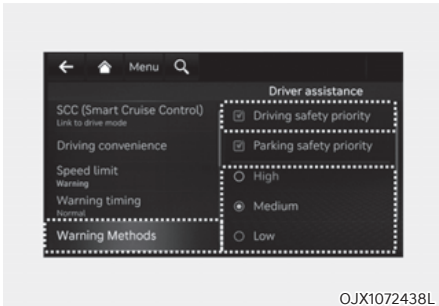 Menu
Driver assistance
SCC (Smart Cruise Control)
Link to drive mode
Driving convenience
Speed limit
Warning
Warning timing
Normal
Warning Methods
Driving safety priority
Parking safety priority
High
Medium
Low
OJX1072438L